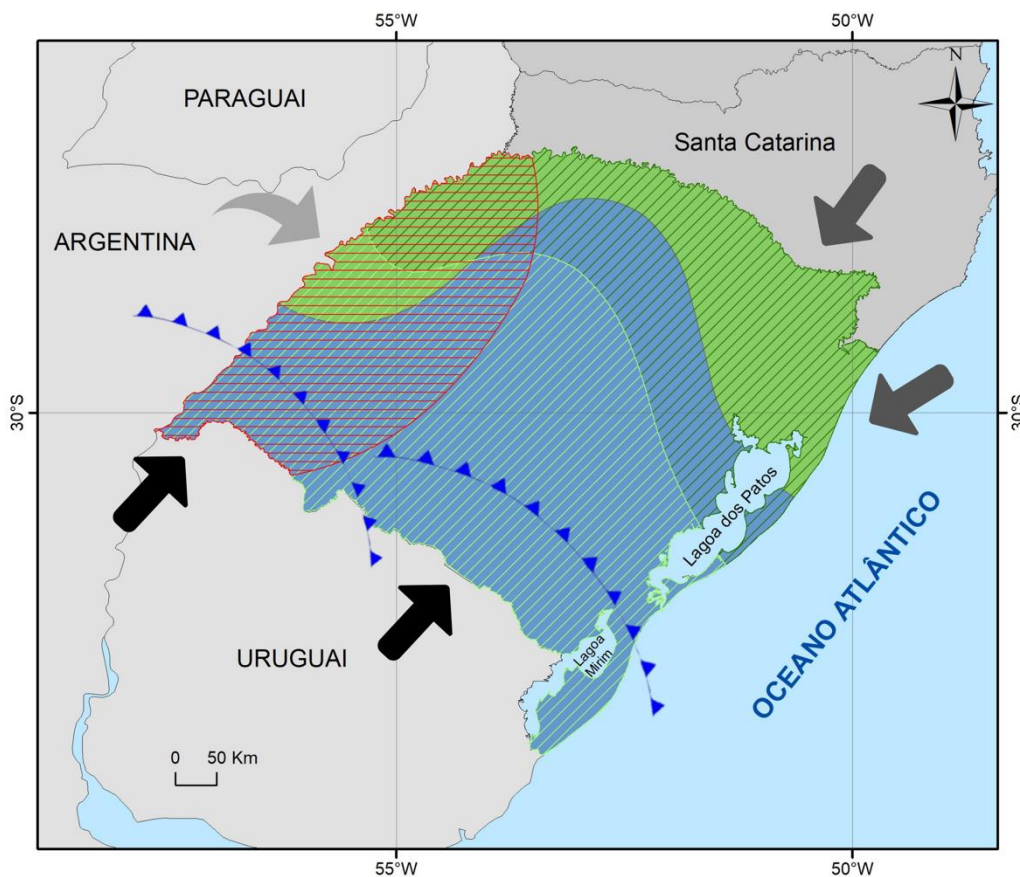 55°W
50°W
N
PARAGUAI
Santa Catarina
ARGENTINA
30°S
30°S
Lagoa dos Patos
OCEANO ATLÂNTICO
URUGUAI
Lagoa
Mirim
0 50 Km
55°W
50°W